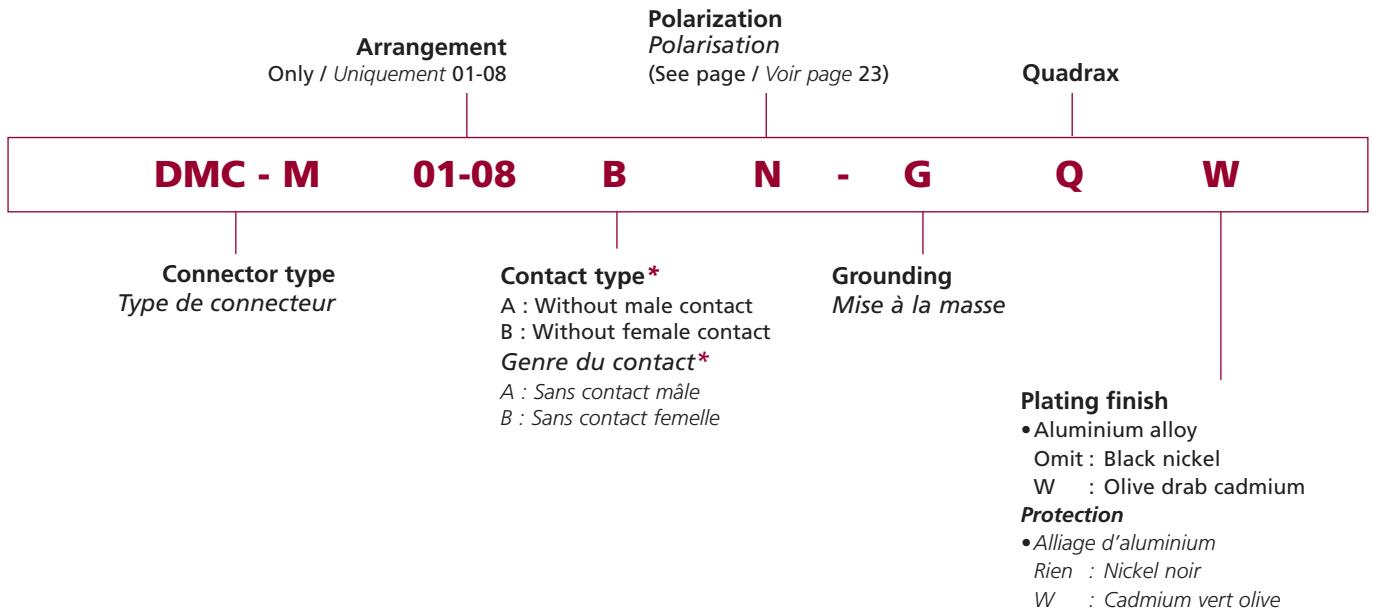 Polarization
Polarisation
(See page / Voir page 23)
Arrangement
Only / Uniquement 01-08
Quadrax
DMC - M 01-08 B N - G Q W
Connector type
Type de connecteur
Contact type*
A : Without male contact
B : Without female contact
Genre du contact*
A : Sans contact mâle
B : Sans contact femelle
Grounding
Mise à la masse
Plating finish
• Aluminium alloy
Omit : Black nickel
W : Olive drab cadmium
Protection
• Alliage d'aluminium
Rien : Nickel noir
W : Cadmium vert olive